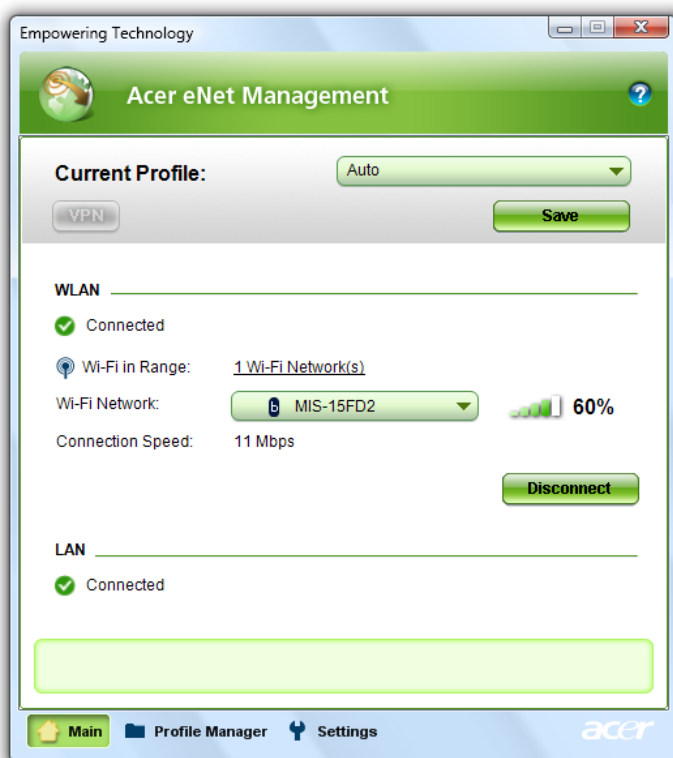 Empowering Technology
Acer eNet Management
?
Current Profile:
Auto
VPN
Save
WLAN
Connected
Wi-Fi in Range:
1 Wi-Fi Network(s)
Wi-Fi Network:
b MIS-15FD2
60%
Connection Speed:
11 Mbps
Disconnect
LAN
Connected
Main
Profile Manager
Settings
acer